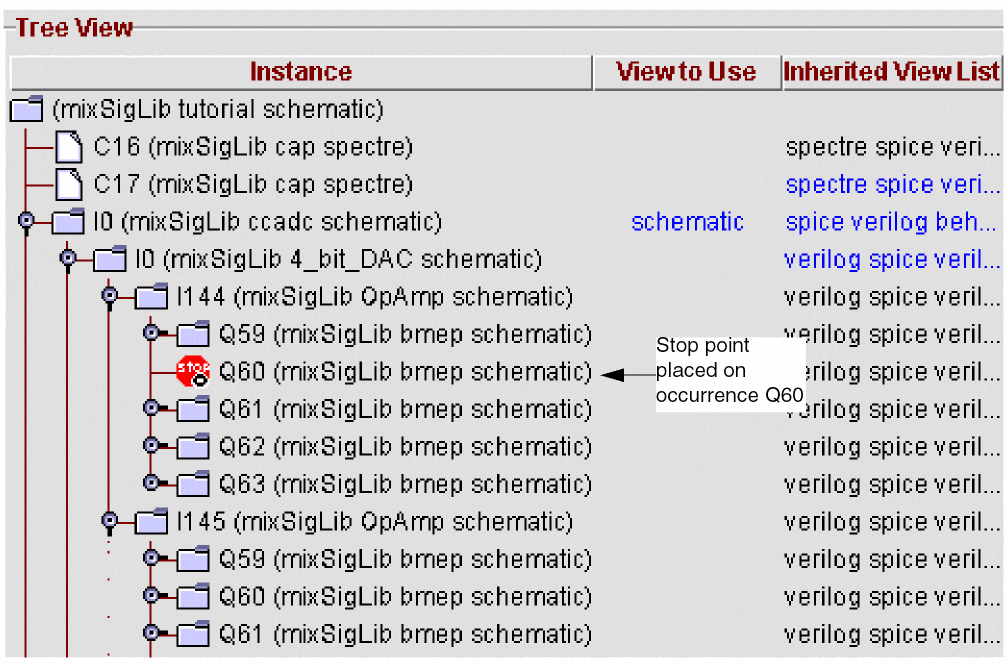 Tree View
Instance View to Use Inherited View List
(mixSigLib tutorial schematic)
C16 (mixSigLib cap spectre) spectre spice veri...
C17 (mixSigLib cap spectre) spectre spice veri...
I0 (mixSigLib ccadc schematic) schematic spice verilog beh...
I0 (mixSigLib 4_bit_DAC schematic) verilog spice veril...
I144 (mixSigLib OpAmp schematic) verilog spice veril...
Q59 (mixSigLib bmep schematic) verilog spice veril...
STOP Q60 (mixSigLib bmep schematic) erilog spice veril...
Stop point
placed on
occurrence Q60
Q61 (mixSigLib bmep schematic) verilog spice veril...
Q62 (mixSigLib bmep schematic) verilog spice veril...
Q63 (mixSigLib bmep schematic) verilog spice veril...
I145 (mixSigLib OpAmp schematic) verilog spice veril...
Q59 (mixSigLib bmep schematic) verilog spice veril...
Q60 (mixSigLib bmep schematic) verilog spice veril...
Q61 (mixSigLib bmep schematic) verilog spice veril...